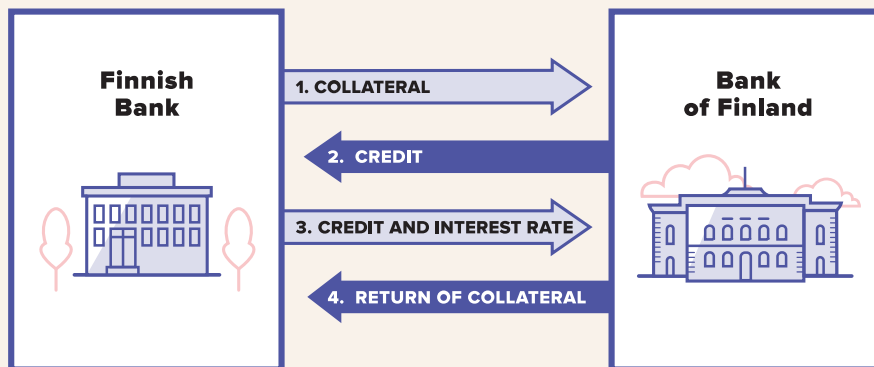 Finnish
Bank
1. COLLATERAL
2. CREDIT
3. CREDIT AND INTEREST RATE
4. RETURN OF COLLATERAL
Bank
of Finland